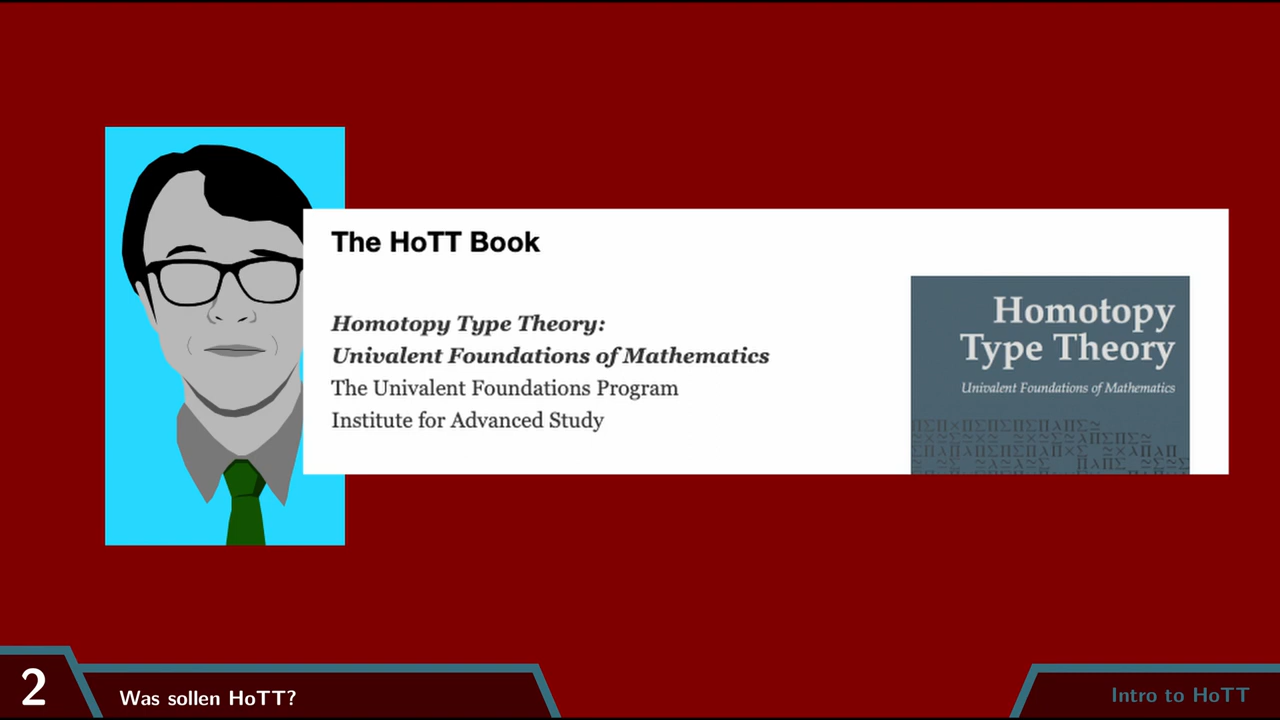 The HoTT Book
Homotopy Type Theory:
Univalent Foundations of Mathematics
The Univalent Foundations Program
Institute for Advanced Study
Homotopy
Type Theory
Univalent Foundations of Mathematics
2
Was sollen HoTT?
Intro to HoTT